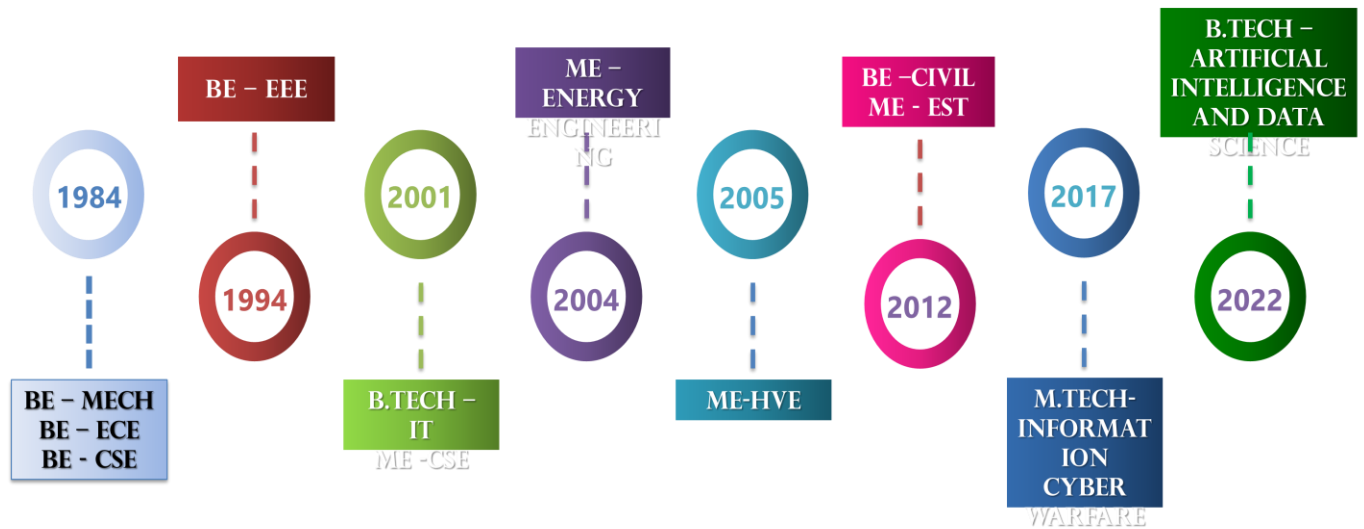 1984
BE – MECH
BE – ECE
BE - CSE
BE – EEE
1994
2001
B.TECH –
IT
ME -CSE
ME –
ENERGY
ENGINEERI
NG
2004
2005
ME-HVE
BE –CIVIL
ME - EST
2012
2017
M.TECH-
INFORMAT
ION
CYBER
WARFARE
B.TECH –
ARTIFICIAL
INTELLIGENCE
AND DATA
SCIENCE
2022